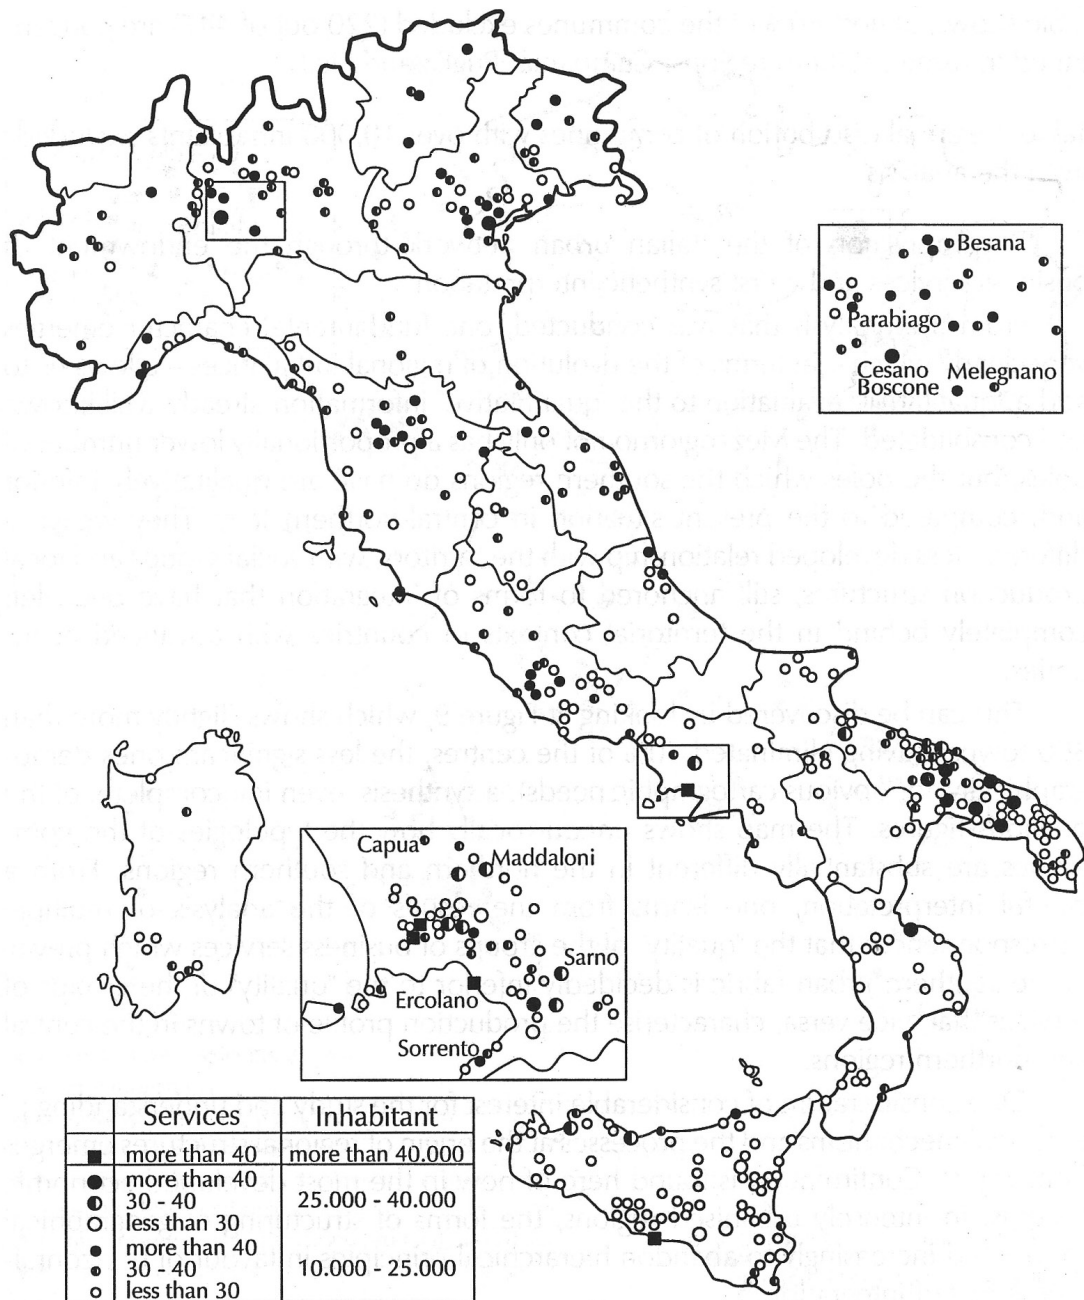 Besana
Parabiago
Cesano
Boscone
Melegnano
Capua
Maddaloni
Sarno
Ercolano
Sorrento
Services Inhabitant
more than 40 more than 40.000
more than 40
30 - 40 25.000 - 40.000
less than 30
more than 40
30 - 40 10.000 - 25.000
less than 30